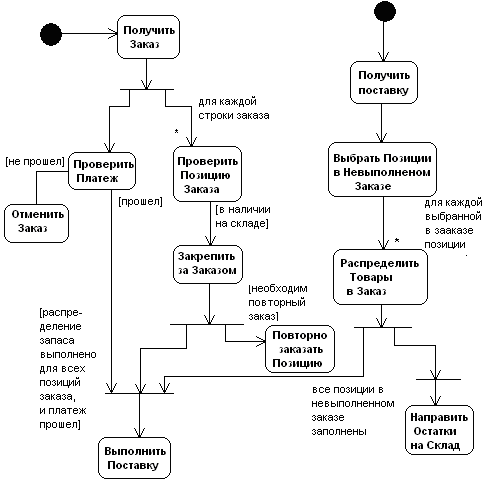 Получить
Заказ
Получить
поставку
для каждой
строки заказа
*
[не прошел]
Проверить
Платеж
Проверить
Позицию
Заказа
Выбрать Позиции
в Невыполненом
Заказе
[прошел]
[в наличии
на складе]
для каждой
выбранной
в зааказе
позиции
*
Отменить
Заказ
Закрепить
за Заказом
Распределить
Товары
в Заказ
[необходим
повторный
заказ]
[распре-
деление
запаса
выполнено
для всех
позиций
заказа,
и платеж
прошел]
Повторно
заказать
Позицию
все позиции в
невыполненном
заказе
заполнены
Направить
Остатки
на Склад
Выполнить
Поставку